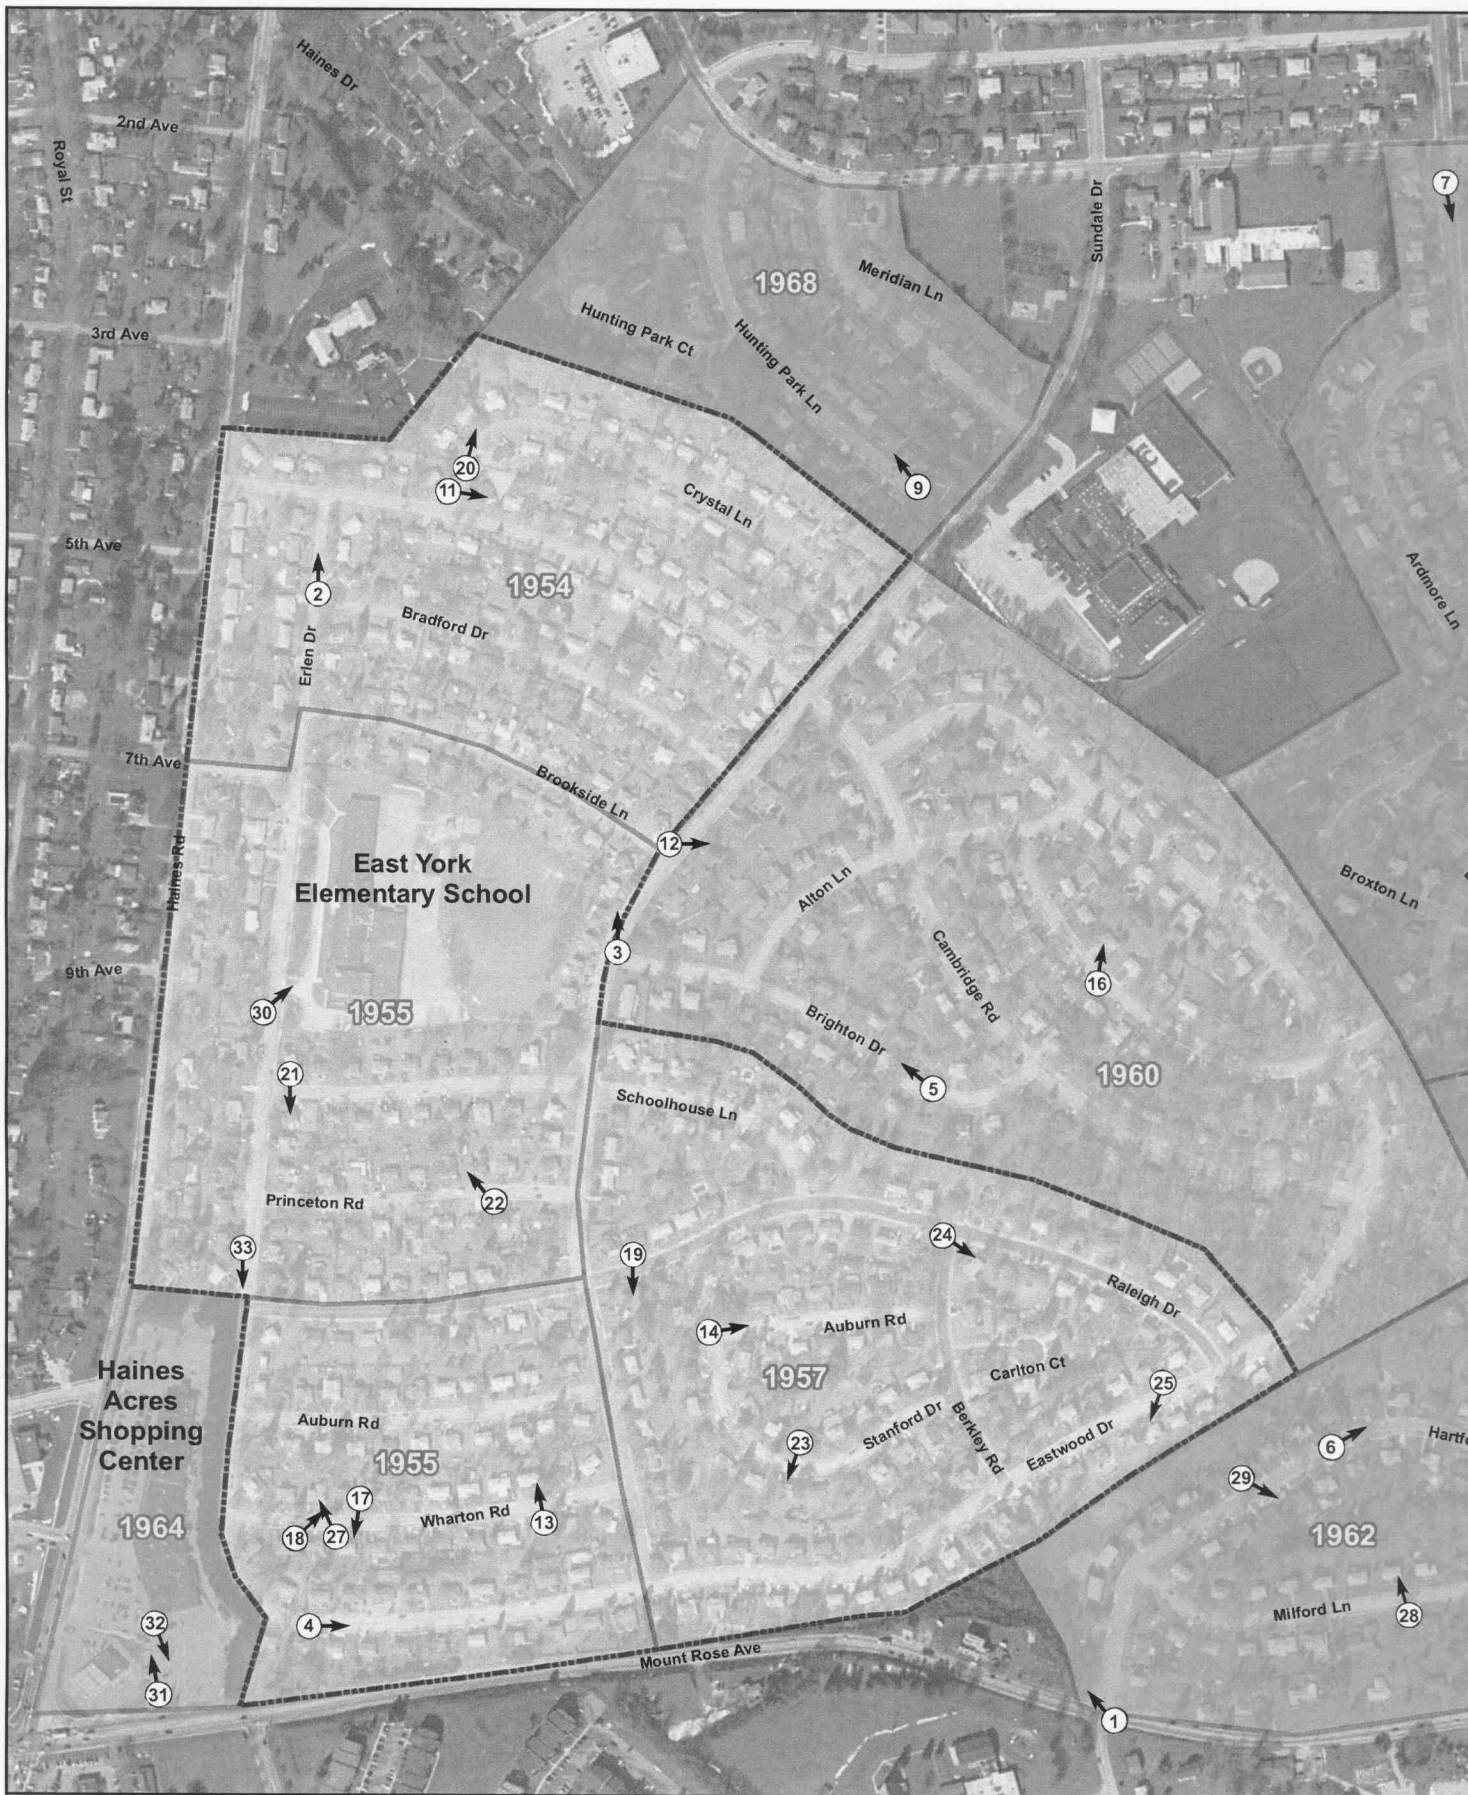 Haines Dr
2nd Ave
Royal St
7
Sundale Dr
1968
Meridian Ln
Hunting Park Ct
3rd Ave
Hunting Park Ln
20
11
9
Crystal Ln
5th Ave
2
1954
Ardmore Ln
Bradford Dr
Erlen Dr
7th Ave
Brookside Ln
12
Haines Rd
East York
Elementary School
Alton Ln
Broxton Ln
3
Cambridge Rd
9th Ave
16
30
1955
Brighton Dr
21
5
1960
Schoolhouse Ln
Princeton Rd
22
33
19
24
Raleigh Dr
14
Auburn Rd
Haines
Acres
Shopping
Center
1957
Carlton Ct
25
Auburn Rd
Stanford Dr
Berkley Rd
Eastwood Dr
23
6
1955
29
17
18
27
Wharton Rd
13
1964
1962
32
4
Milford Ln
28
Mount Rose Ave
31
1